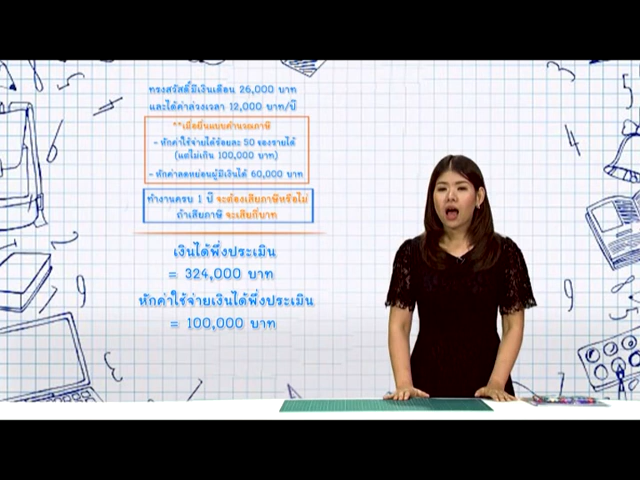 ทรงสวัสดิ์มีเงินเดือน 26,000 บาท
และได้ค่าล่วงเวลา 12,000 บาท/ปี
**เมื่อยื่นแบบคำนวณภาษี
- หักค่าใช้จ่ายได้ร้อยละ 50 ของรายได้
(แต่ไม่เกิน 100,000 บาท)
- หักค่าลดหย่อนผู้มีเงินได้ 60,000 บาท
ทำงานครบ 1 ปี จะต้องเสียภาษีหรือไม่
ถ้าเสียภาษี จะเสียกี่บาท
เงินได้พึงประเมิน
= 324,000 บาท
หักค่าใช้จ่ายเงินได้พึงประเมิน
= 100,000 บาท